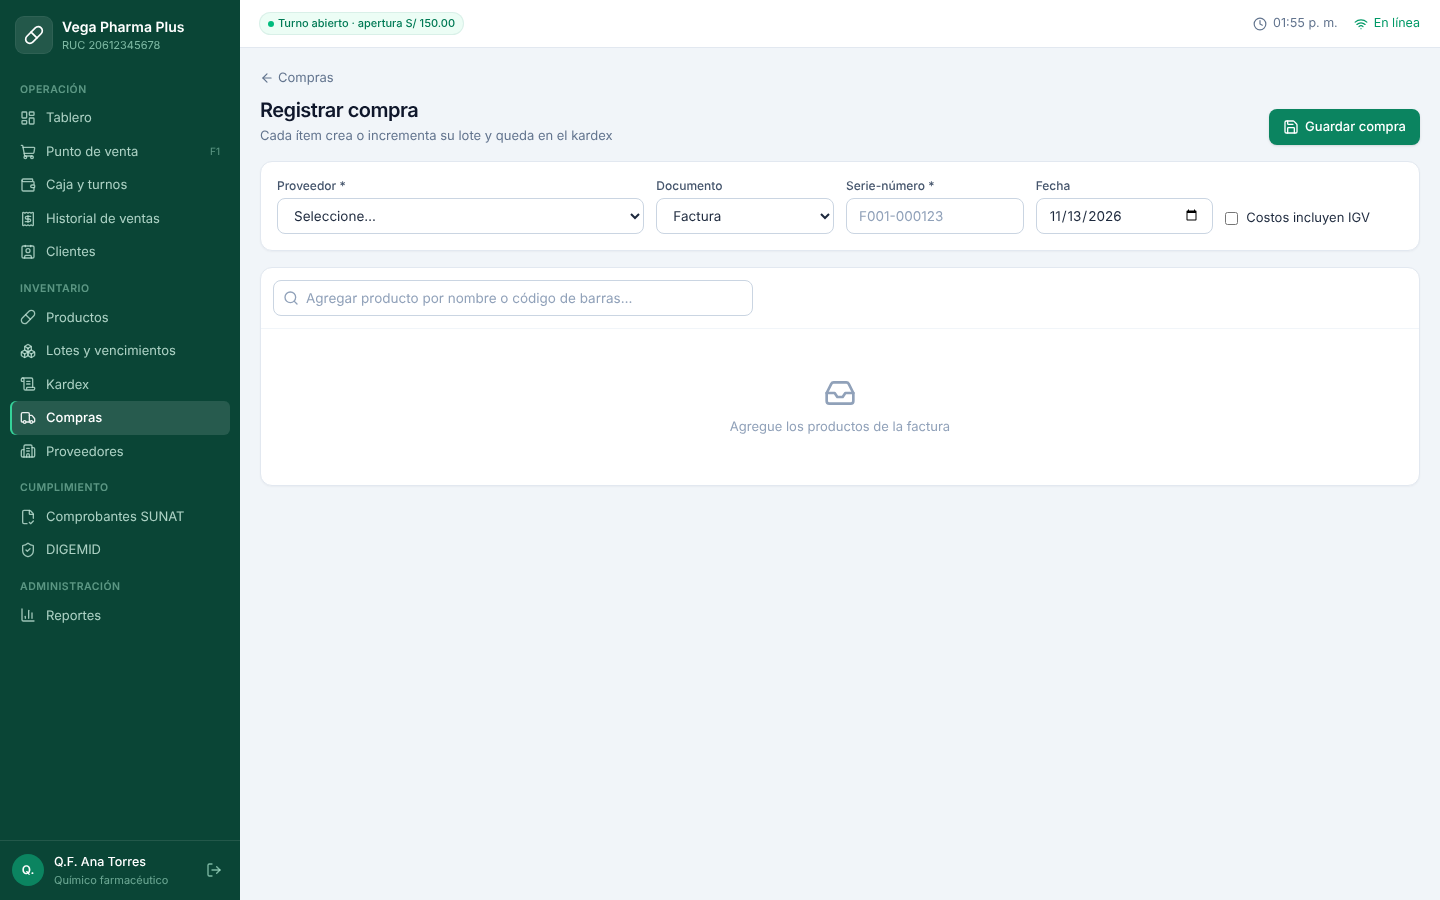 Vega Pharma Plus
RUC 20612345678
OPERACIÓN
Tablero
Punto de venta F1
Caja y turnos
Historial de ventas
Clientes
INVENTARIO
Productos
Lotes y vencimientos
Kardex
Compras
Proveedores
CUMPLIMIENTO
Comprobantes SUNAT
DIGEMID
ADMINISTRACIÓN
Reportes
Q.
Q.F. Ana Torres
Químico farmacéutico
Turno abierto · apertura S/ 150.00
01:55 p. m.
En línea
Compras
Registrar compra
Cada ítem crea o incrementa su lote y queda en el kardex
Guardar compra
Proveedor * Documento Serie-número * Fecha
Seleccione... Factura F001-000123 11/13/2026 Costos incluyen IGV
Agregar producto por nombre o código de barras...
Agregue los productos de la factura